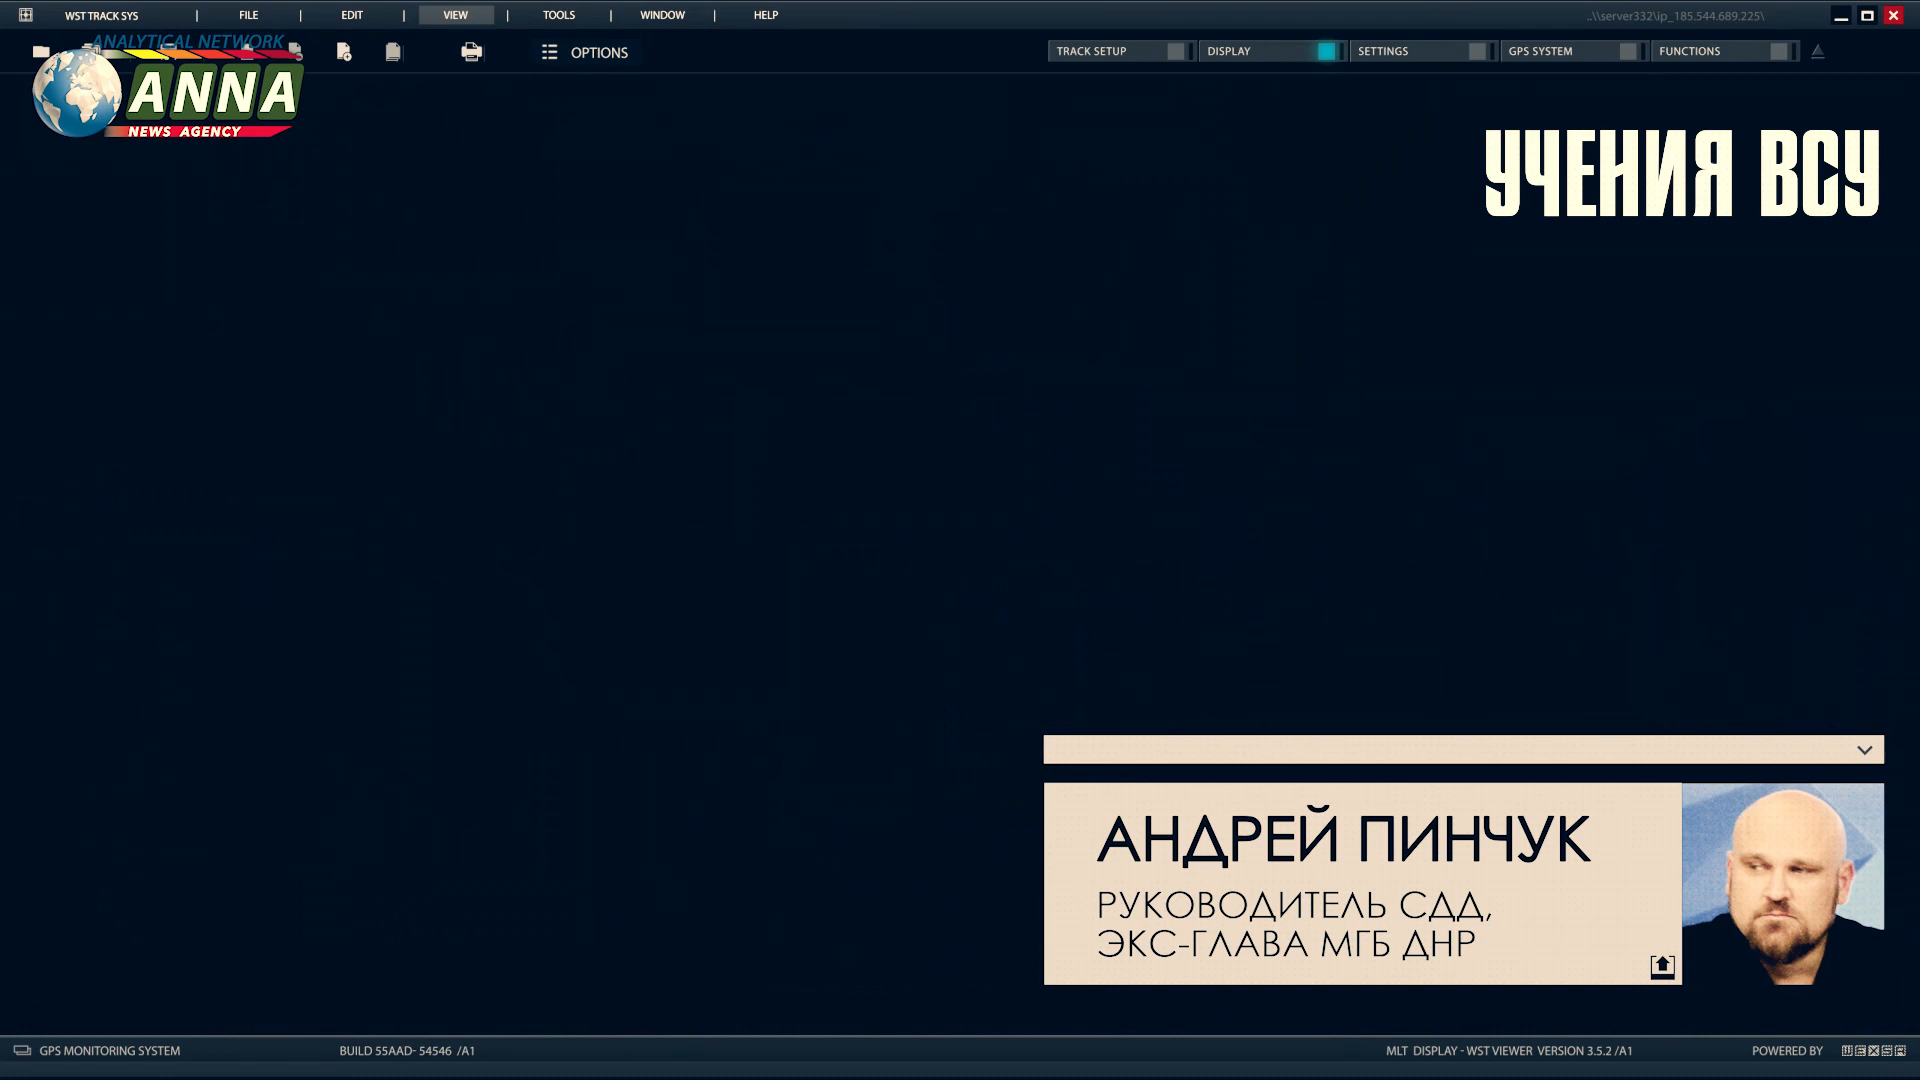 WST TRACK SYS | FILE | EDIT | VIEW | TOOLS | WINDOW | HELP
..\\server332\ip_185.544.689.225\
ANALYTICAL NETWORK
ANNA
NEWS AGENCY
OPTIONS
TRACK SETUP DISPLAY SETTINGS GPS SYSTEM FUNCTIONS
УЧЕНИЯ ВСУ
АНДРЕЙ ПИНЧУК
РУКОВОДИТЕЛЬ СДД,
ЭКС-ГЛАВА МГБ ДНР
GPS MONITORING SYSTEM
BUILD 55AAD- 54546 /A1
MLT DISPLAY - WST VIEWER VERSION 3.5.2 /A1
POWERED BY